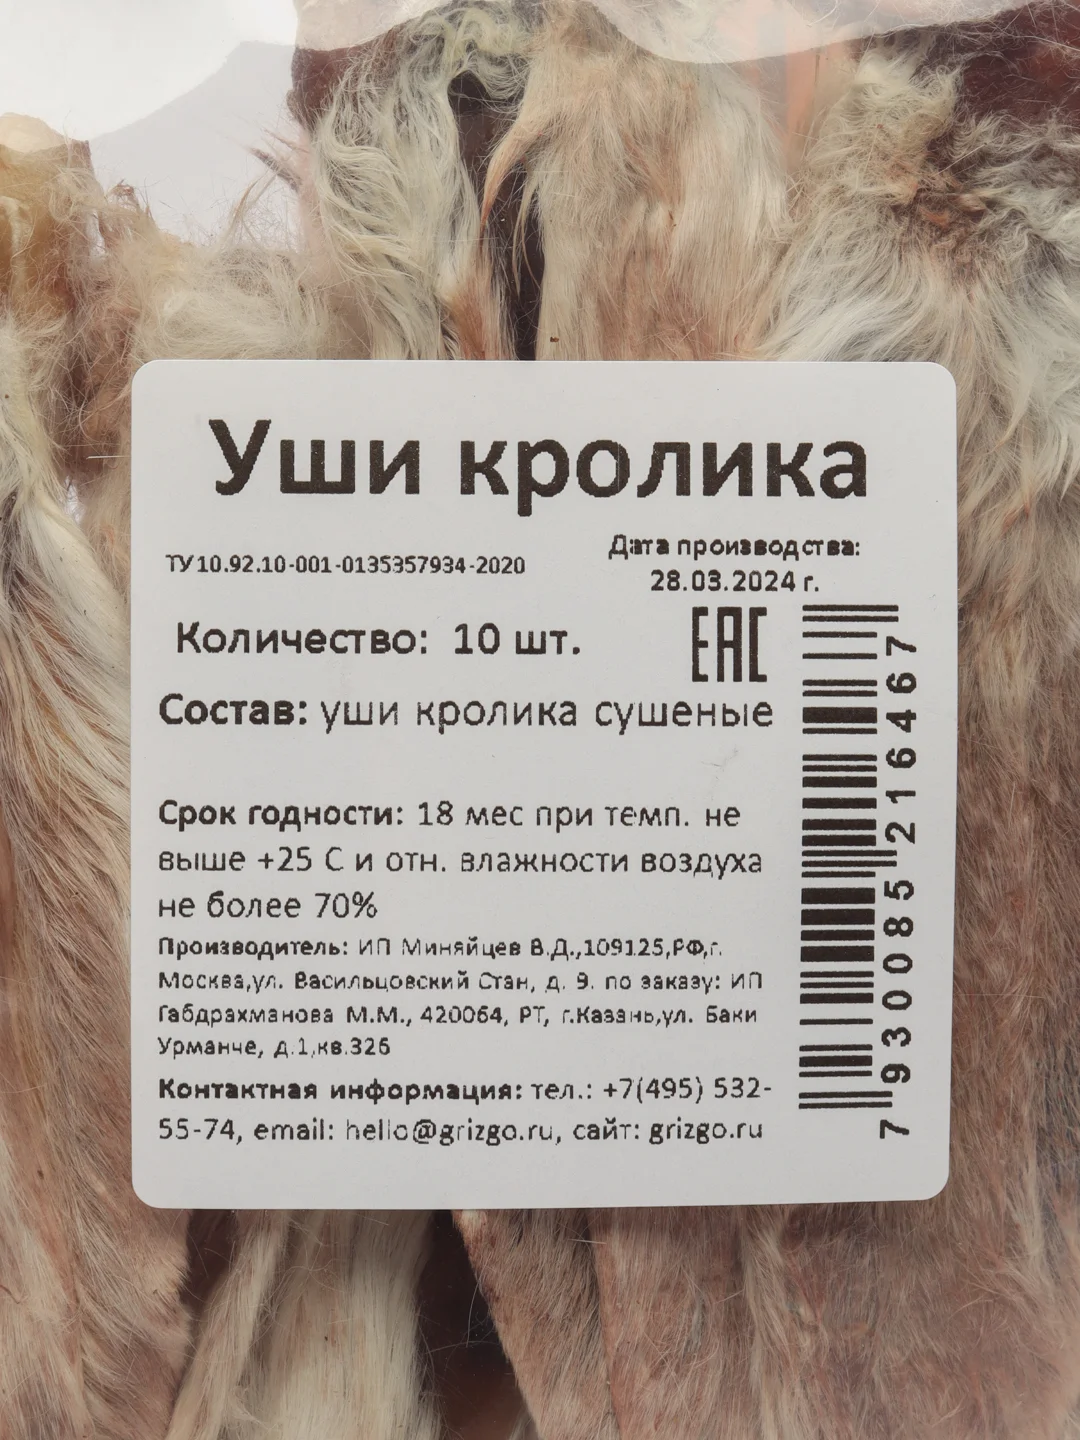 Уши кролика
ТУ10.92.10-001-0135357934-2020
Дата производства:
28.03.2024 г.
Количество: 10 шт.
EAC
Состав: уши кролика сушеные
Срок годности: 18 мес при темп. не
выше +25 С и отн. влажности воздуха
не более 70%
Производитель: ИП Миняйцев В.Д.,109125,РФ,г.
Москва,ул. Васильцовский Стан, д. 9. по заказу: ИП
Габдрахманова М.М., 420064, РТ, г.Казань,ул. Баки
Урманче, д.1,кв.326
Контактная информация: тел.: +7(495) 532-
55-74, email: hello@grizgo.ru, сайт: grizgo.ru
7 930085 216467